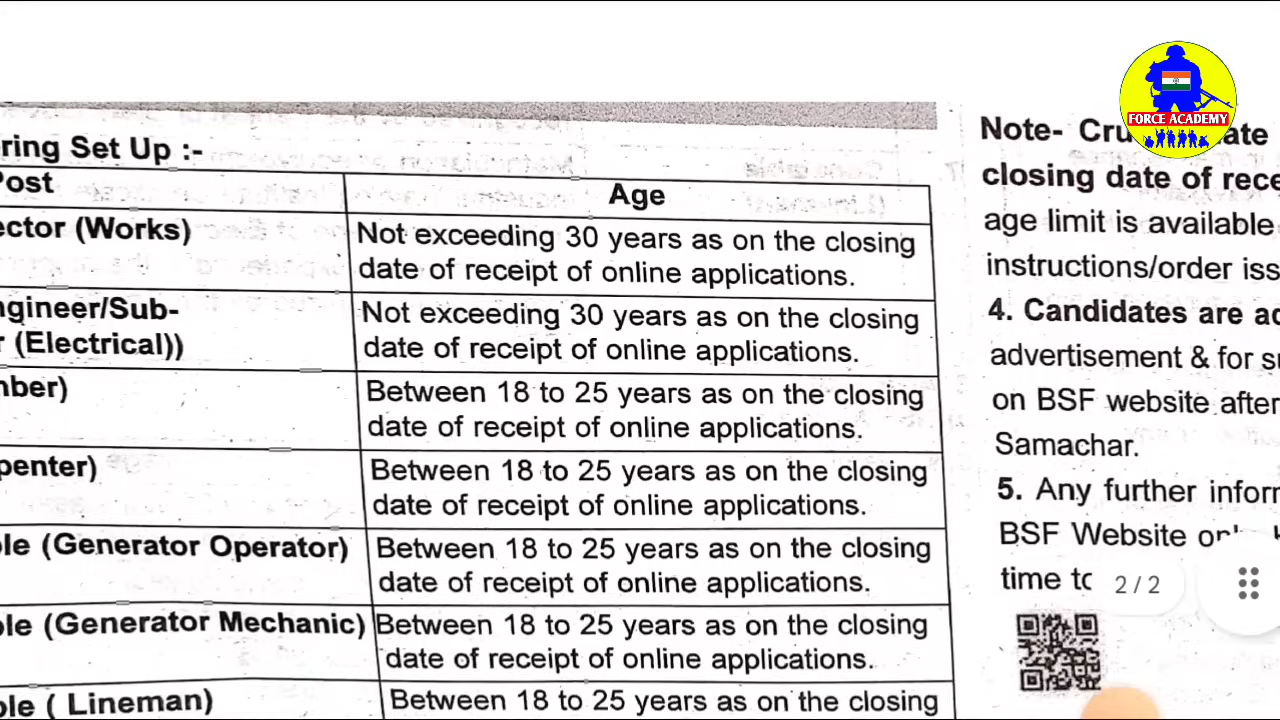 ring Set Up :-
Post
Age
ector (Works)
Not exceeding 30 years as on the closing
date of receipt of online applications.
ngineer/Sub-
r (Electrical))
Not exceeding 30 years as on the closing
date of receipt of online applications.
nber)
Between 18 to 25 years as on the closing
date of receipt of online applications.
penter)
Between 18 to 25 years as on the closing
date of receipt of online applications.
ble (Generator Operator)
Between 18 to 25 years as on the closing
date of receipt of online applications.
ble (Generator Mechanic)
Between 18 to 25 years as on the closing
date of receipt of online applications.
ble ( Lineman)
Between 18 to 25 years as on the closing
Note- Cru ate
closing date of rece
age limit is available
instructions/order iss
4. Candidates are ad
advertisement & for su
on BSF website after
Samachar.
5. Any further inforr
BSF Website
time to
2 / 2
FORCE ACADEMY